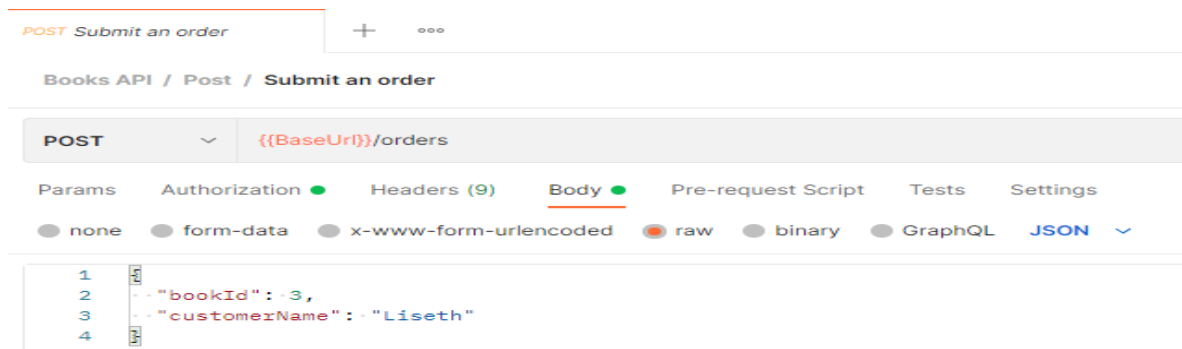 POST Submit an order + ooo
Books API / Post / Submit an order
POST {{BaseUrl}}/orders
Params Authorization Headers (9) Body Pre-request Script Tests Settings
none form-data x-www-form-urlencoded raw binary GraphQL JSON
1 {
2 "bookId": 3,
3 "customerName": "Liseth"
4 }